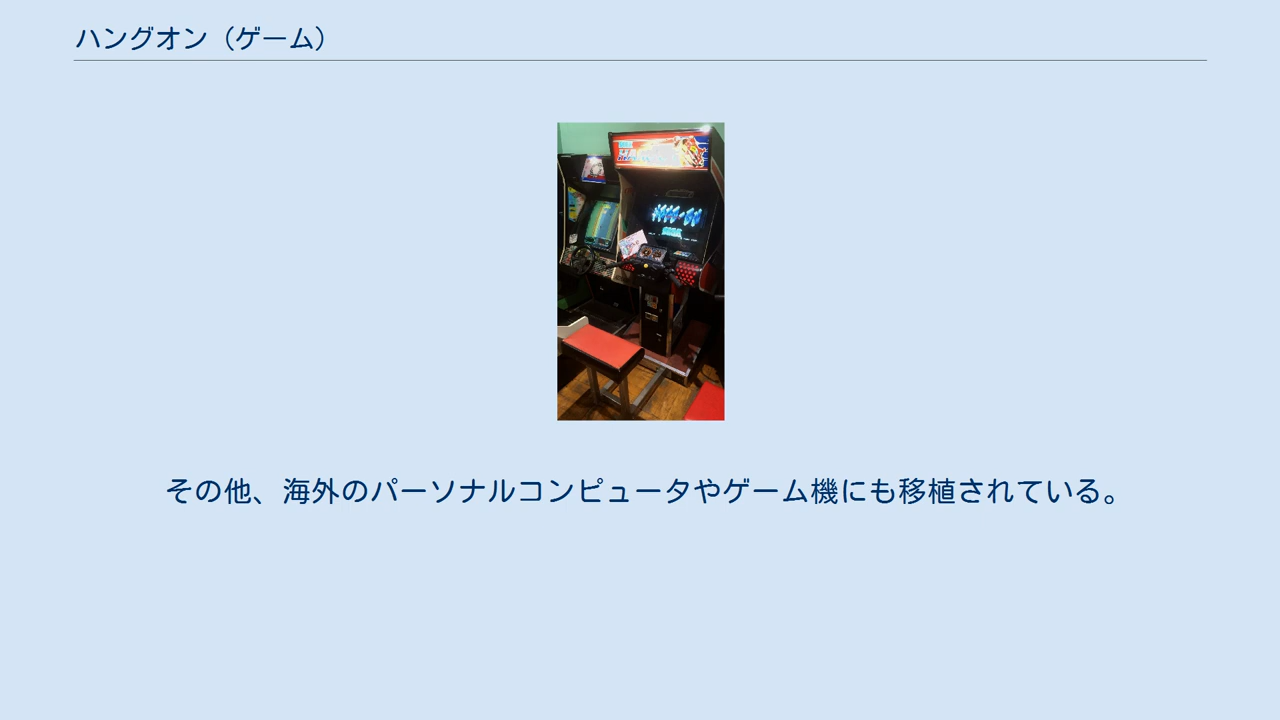 ハングオン（ゲーム）
SEGA
その他、海外のパーソナルコンピュータやゲーム機にも移植されている。